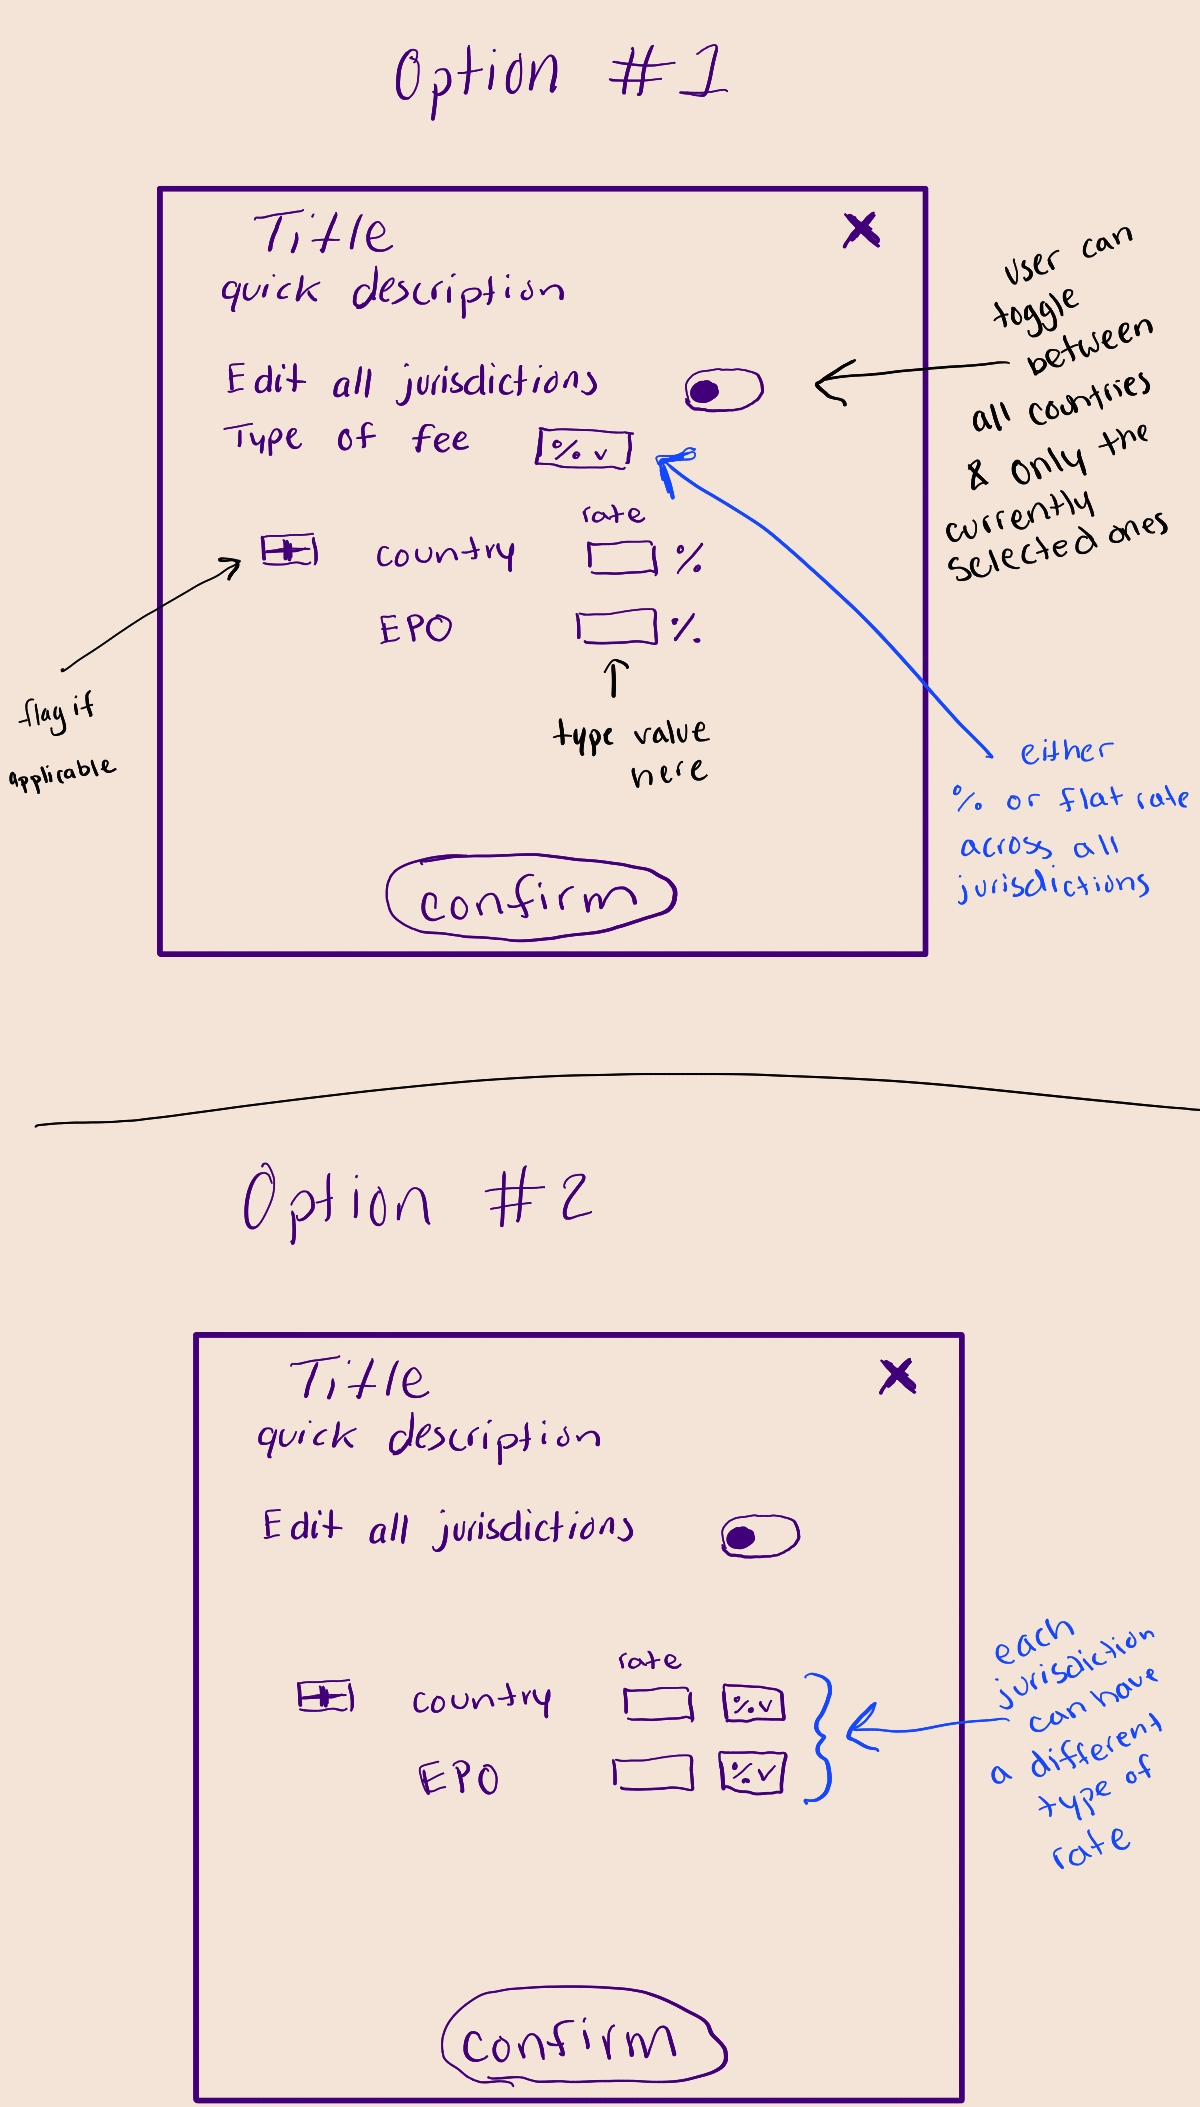 Option #1
Title X
quick description
Edit all jurisdictions
Type of fee % v
rate
country %
EPO %
type value
here
confirm
flag if
applicable
user can
toggle
between
all countries
& only the
currently
selected ones
either
% or flat rate
across all
jurisdictions
Option #2
Title X
quick description
Edit all jurisdictions
rate
country % v
EPO % v
confirm
each
jurisdiction
can have
a different
type of
rate